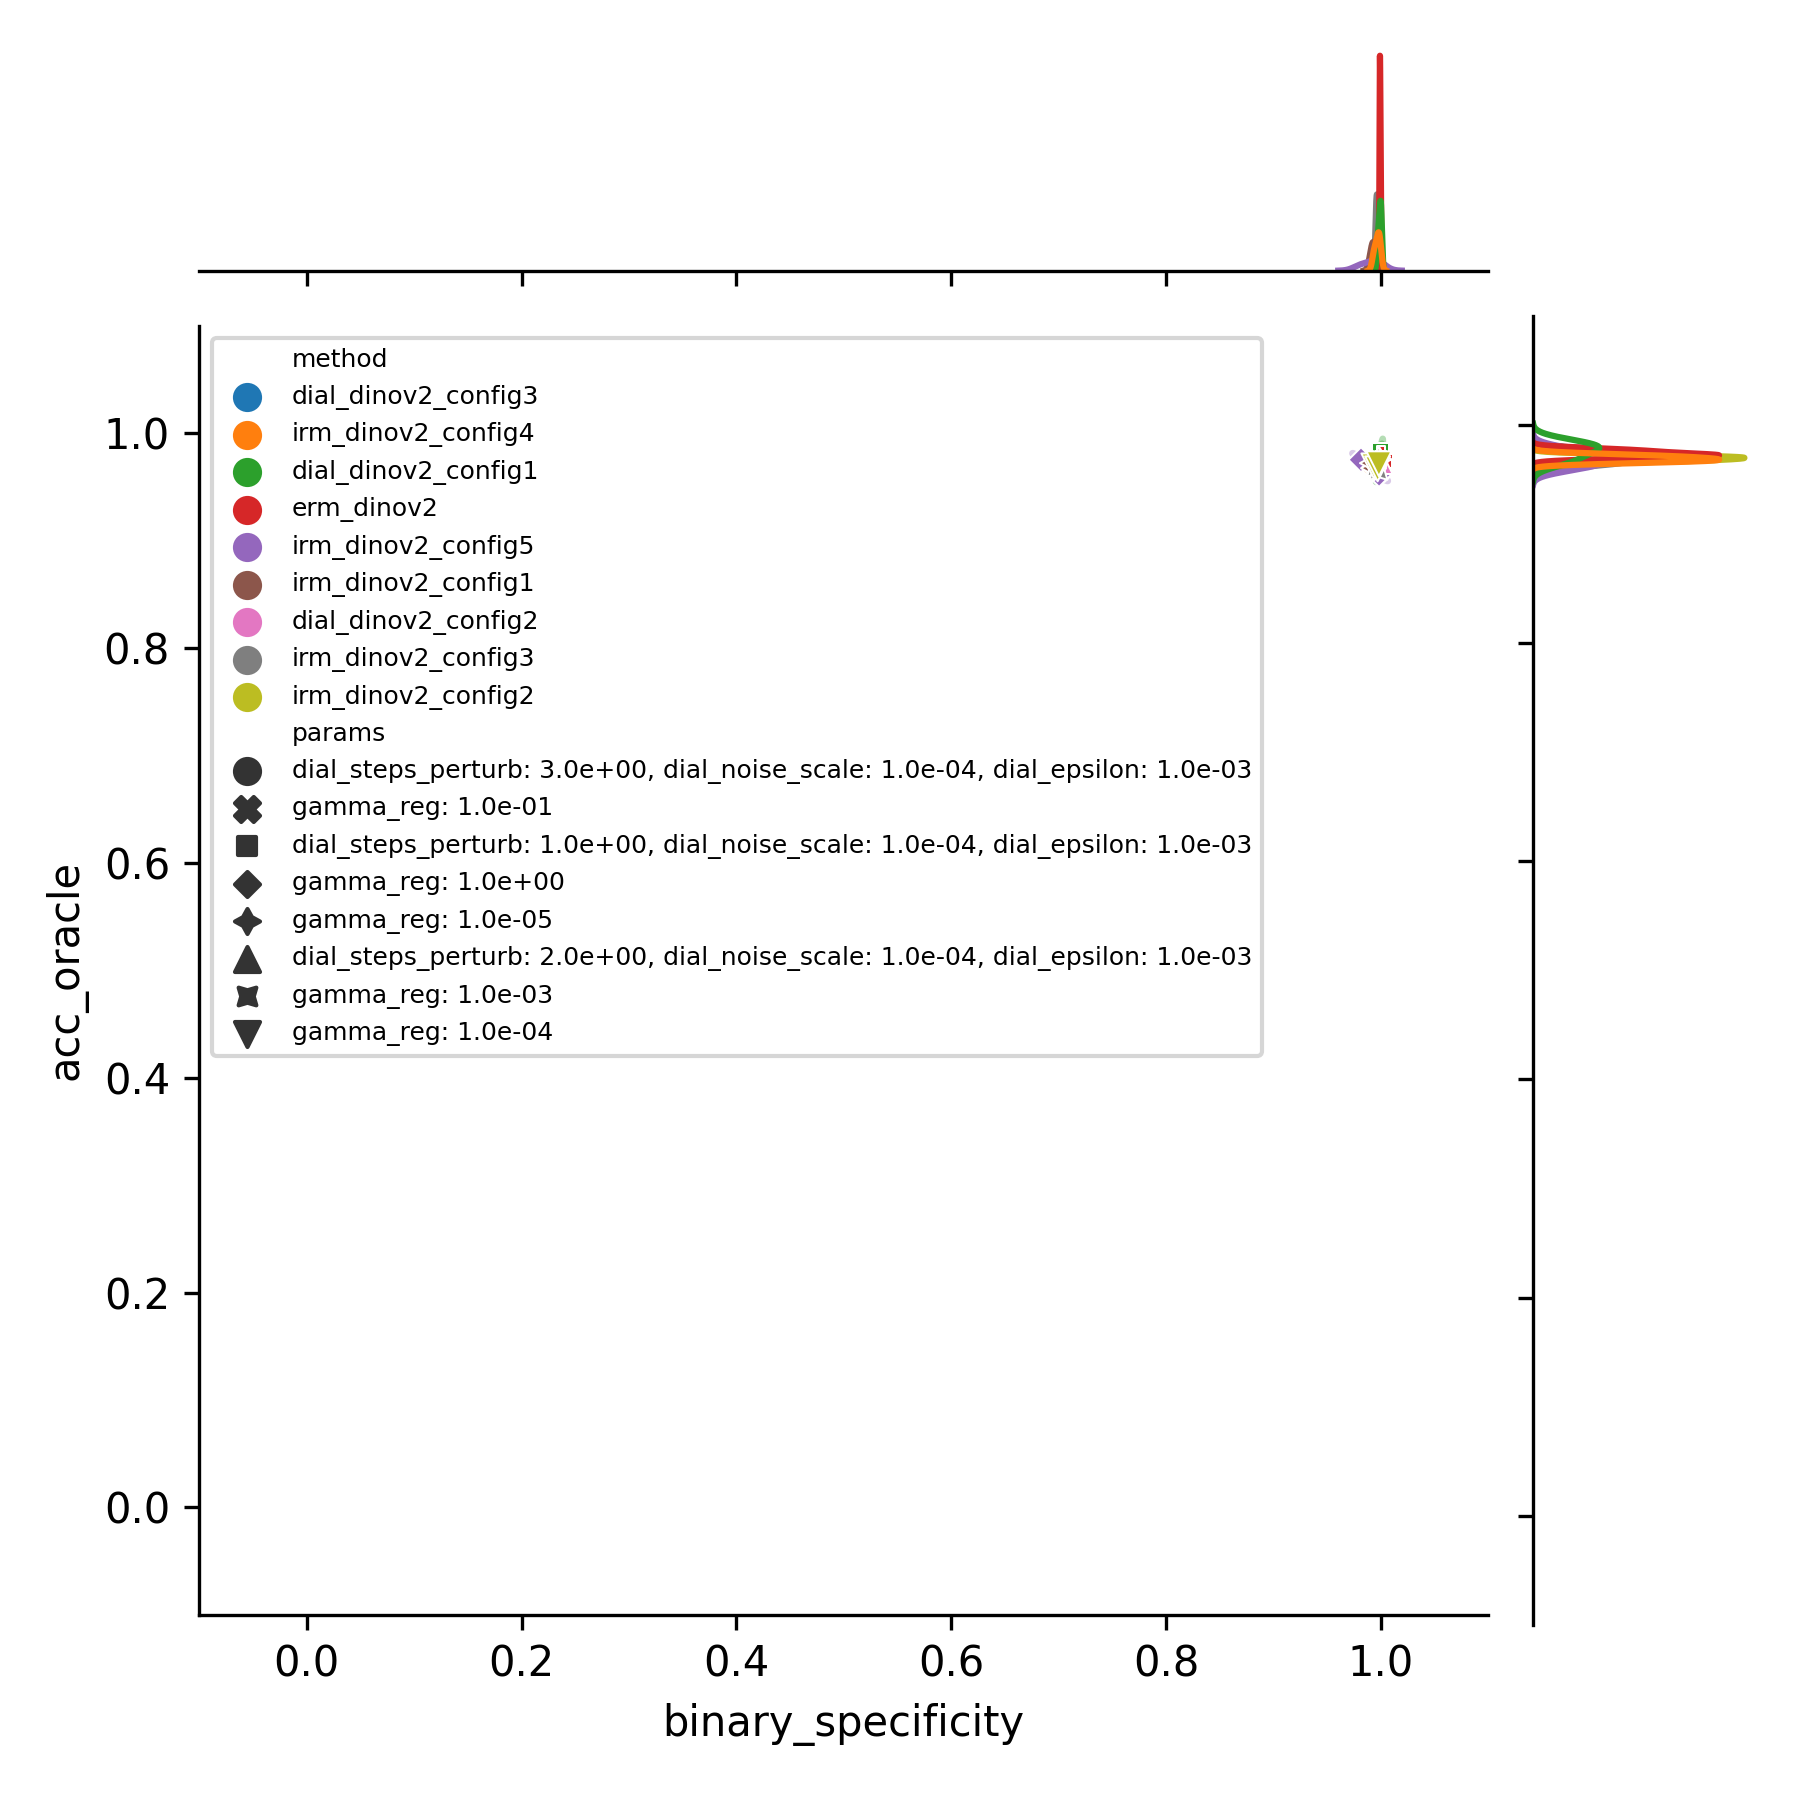 method
dial_dinov2_config3
irm_dinov2_config4
dial_dinov2_config1
erm_dinov2
irm_dinov2_config5
irm_dinov2_config1
dial_dinov2_config2
irm_dinov2_config3
irm_dinov2_config2
params
dial_steps_perturb: 3.0e+00, dial_noise_scale: 1.0e-04, dial_epsilon: 1.0e-03
gamma_reg: 1.0e-01
dial_steps_perturb: 1.0e+00, dial_noise_scale: 1.0e-04, dial_epsilon: 1.0e-03
gamma_reg: 1.0e+00
gamma_reg: 1.0e-05
dial_steps_perturb: 2.0e+00, dial_noise_scale: 1.0e-04, dial_epsilon: 1.0e-03
gamma_reg: 1.0e-03
gamma_reg: 1.0e-04
acc_oracle
1.0
0.8
0.6
0.4
0.2
0.0
0.0 0.2 0.4 0.6 0.8 1.0
binary_specificity